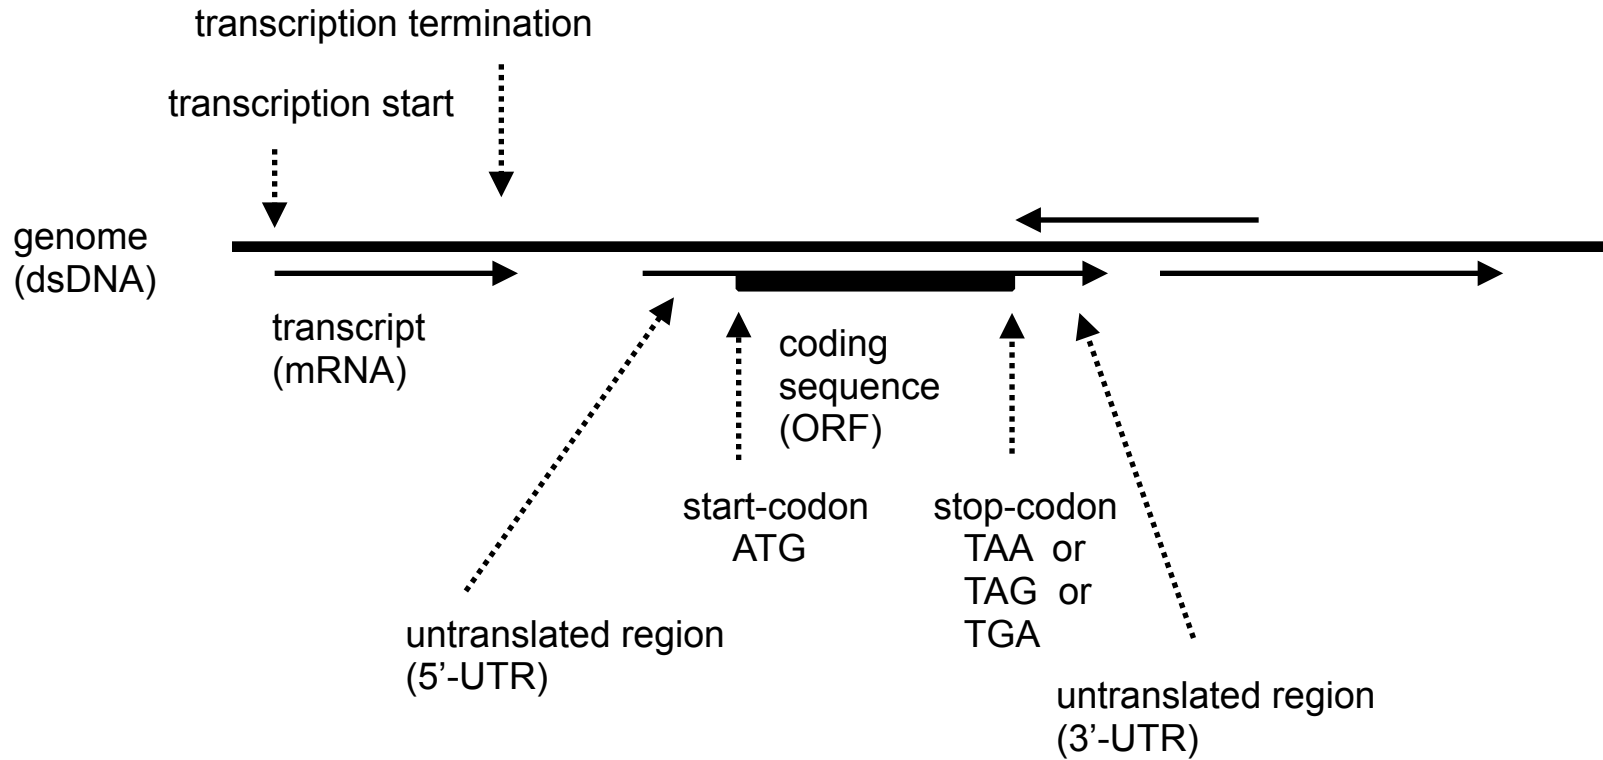 transcription termination
transcription start
genome
(dsDNA)
transcript
(mRNA)
coding
sequence
(ORF)
start-codon
ATG
stop-codon
TAA or
TAG or
TGA
untranslated region
(5’-UTR)
untranslated region
(3’-UTR)